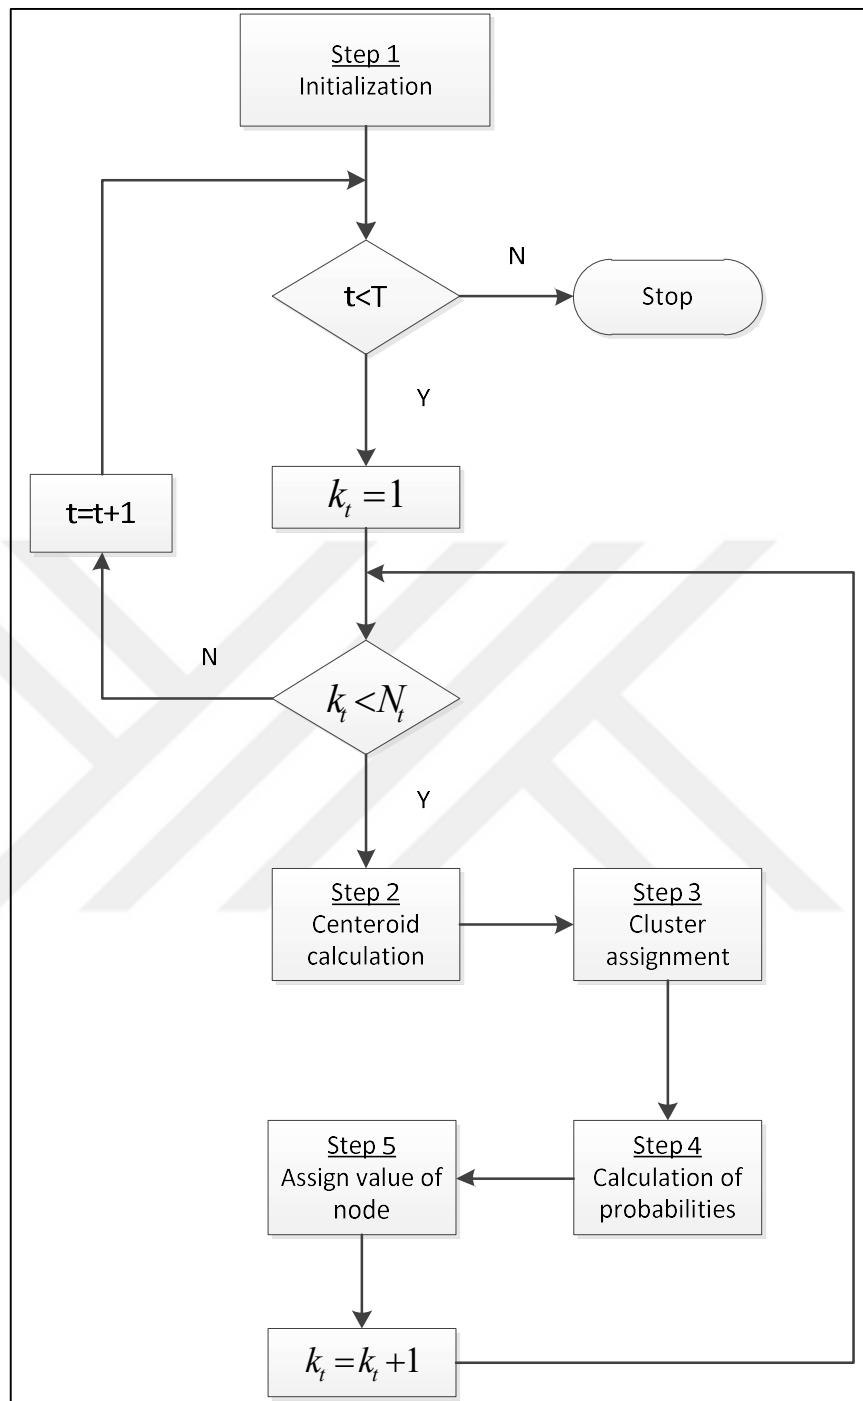 Step 1
Initialization
t<T
N
Stop
Y
k_t = 1
t=t+1
N
k_t < N_t
Y
Step 2
Centeroid
calculation
Step 3
Cluster
assignment
Step 4
Calculation of
probabilities
Step 5
Assign value of
node
k_t = k_t + 1